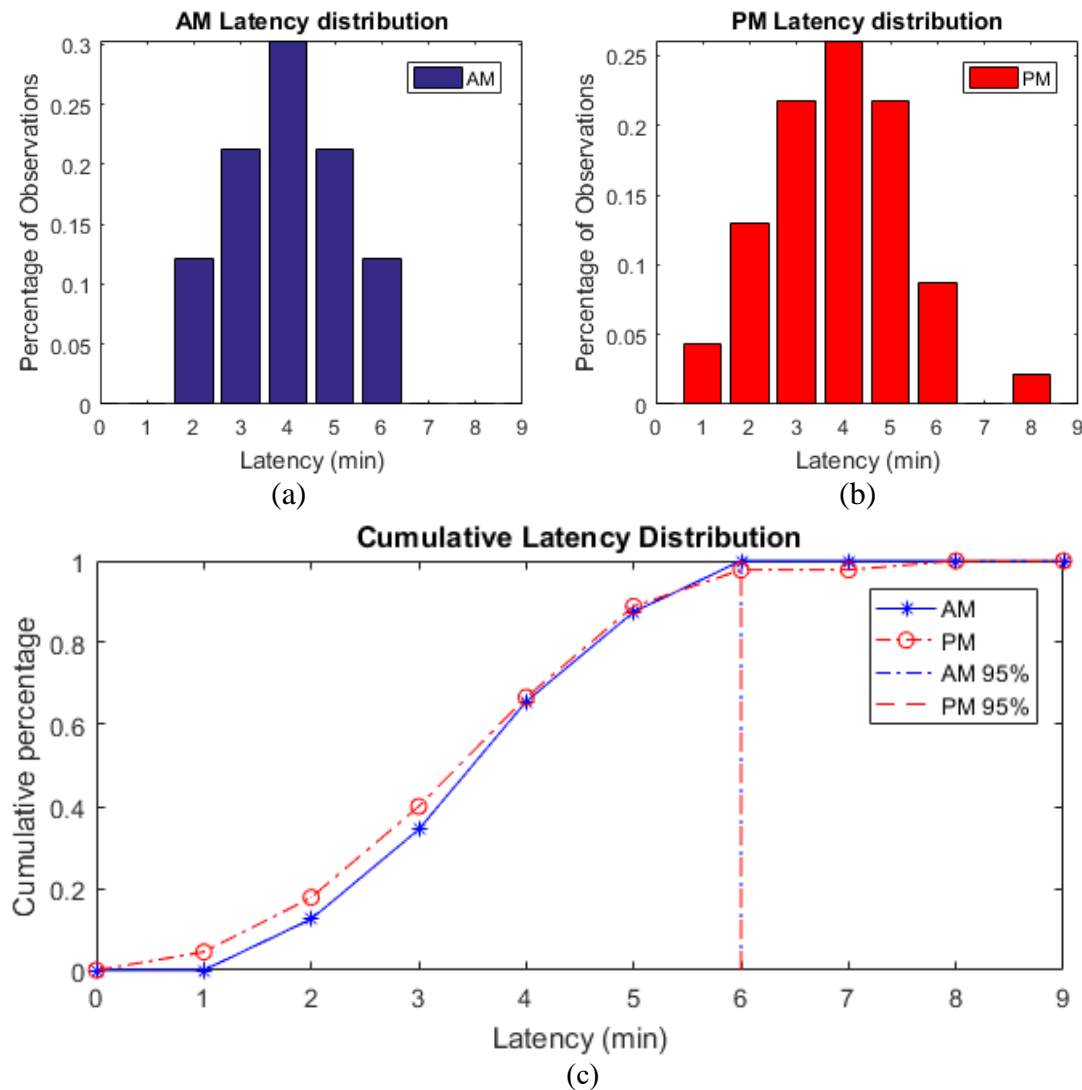 AM Latency distribution
Percentage of Observations
0.3
0.25
0.2
0.15
0.1
0.05
0
AM
0 1 2 3 4 5 6 7 8 9
Latency (min)
(a)
PM Latency distribution
Percentage of Observations
0.25
0.2
0.15
0.1
0.05
0
PM
0 1 2 3 4 5 6 7 8 9
Latency (min)
(b)
Cumulative Latency Distribution
Cumulative percentage
1
0.8
0.6
0.4
0.2
0
AM
PM
AM 95%
PM 95%
0 1 2 3 4 5 6 7 8 9
Latency (min)
(c)